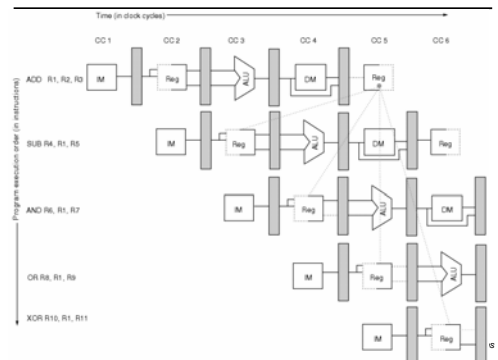 Time (in clock cycles)
CC 1 CC 2 CC 3 CC 4 CC 5 CC 6
Program execution order (in instructions)
ADD R1, R2, R3 IM Reg ALU DM Reg
SUB R4, R1, R5 IM Reg ALU DM Reg
AND R6, R1, R7 IM Reg ALU DM
OR R8, R1, R9 IM Reg ALU
XOR R10, R1, R11 IM Reg